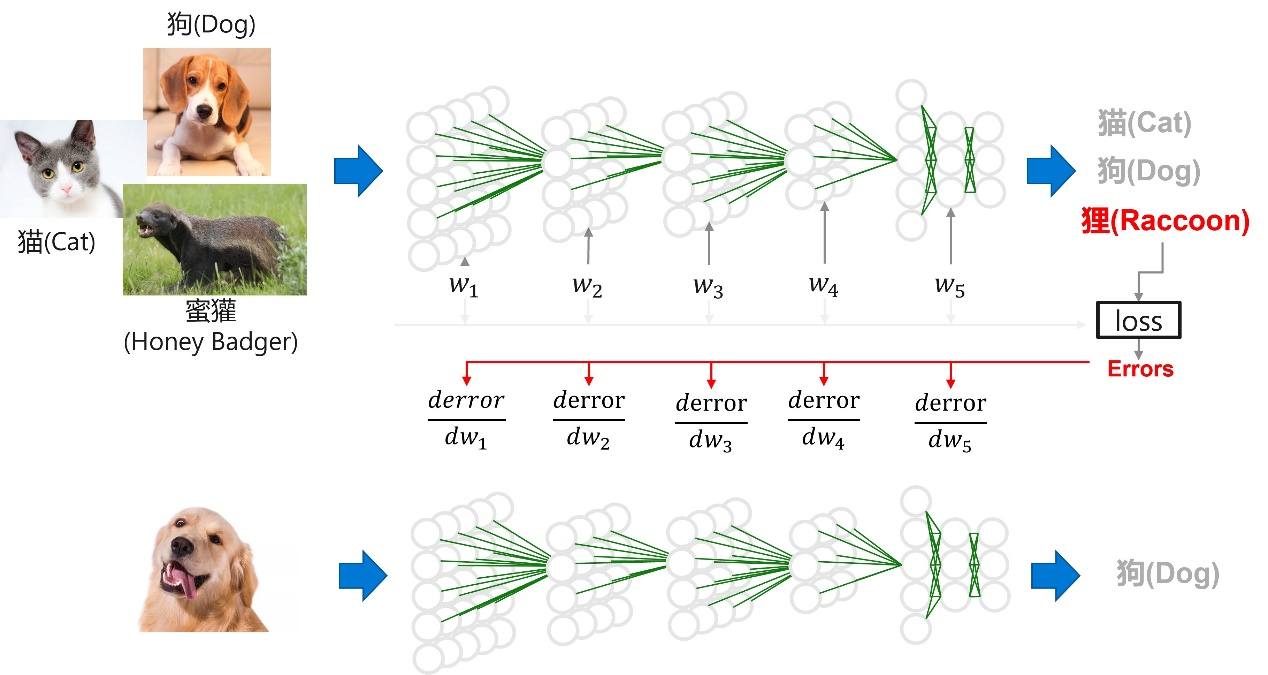 狗(Dog)
猫(Cat)
蜜獾
(Honey Badger)
w₁
w₂
w₃
w₄
w₅
猫(Cat)
狗(Dog)
狸(Raccoon)
loss
Errors
derror
dw₁
derror
dw₂
derror
dw₃
derror
dw₄
derror
dw₅
狗(Dog)